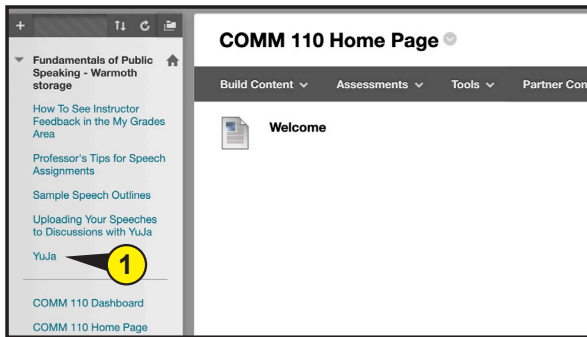 Fundamentals of Public
Speaking - Warmoth
storage
How To See Instructor
Feedback in the My Grades
Area
Professor's Tips for Speech
Assignments
Sample Speech Outlines
Uploading Your Speeches
to Discussions with YuJa
YuJa
1
COMM 110 Dashboard
COMM 110 Home Page
COMM 110 Home Page
Build Content Assessments Tools Partner Con
Welcome